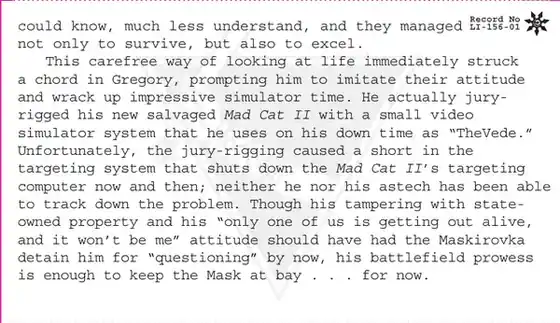 could know, much less understand, and they managed
Record No
LI-156-01
not only to survive, but also to excel.
This carefree way of looking at life immediately struck
a chord in Gregory, prompting him to imitate their attitude
and wrack up impressive simulator time. He actually jury-
rigged his new salvaged Mad Cat II with a small video
simulator system that he uses on his down time as “TheVede.”
Unfortunately, the jury-rigging caused a short in the
targeting system that shuts down the Mad Cat II’s targeting
computer now and then; neither he nor his astech has been able
to track down the problem. Though his tampering with state-
owned property and his “only one of us is getting out alive,
and it won’t be me” attitude should have had the Maskirovka
detain him for “questioning” by now, his battlefield prowess
is enough to keep the Mask at bay . . . for now.